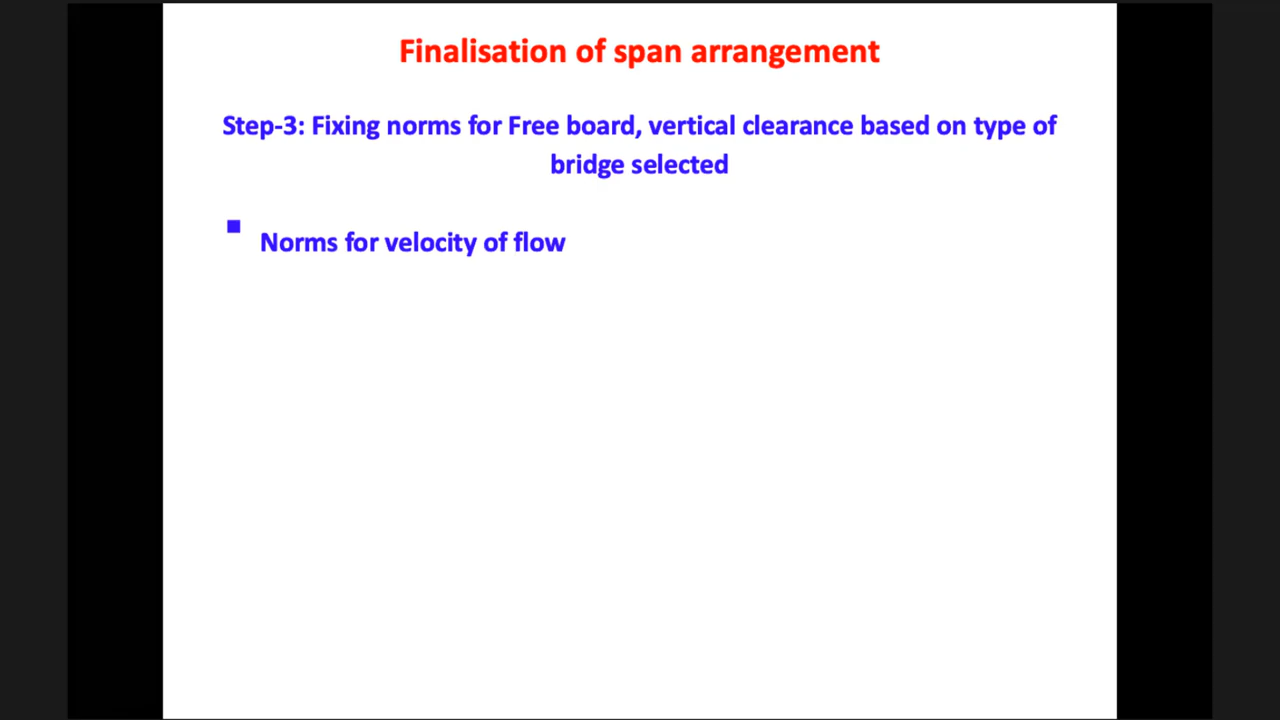 Finalisation of span arrangement
Step-3: Fixing norms for Free board, vertical clearance based on type of
bridge selected
Norms for velocity of flow